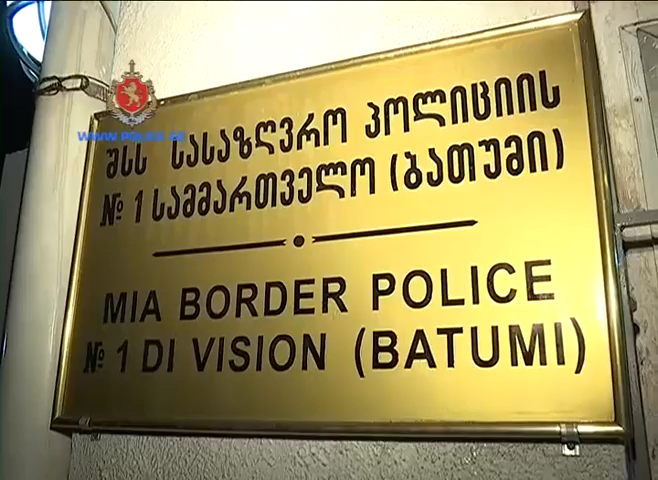 WWW.POLICE.GE
შსს სასაზღვრო პოლიციის
№ 1 სამმართველო (ბათუმი)
MIA BORDER POLICE
№ 1 DI VISION (BATUMI)